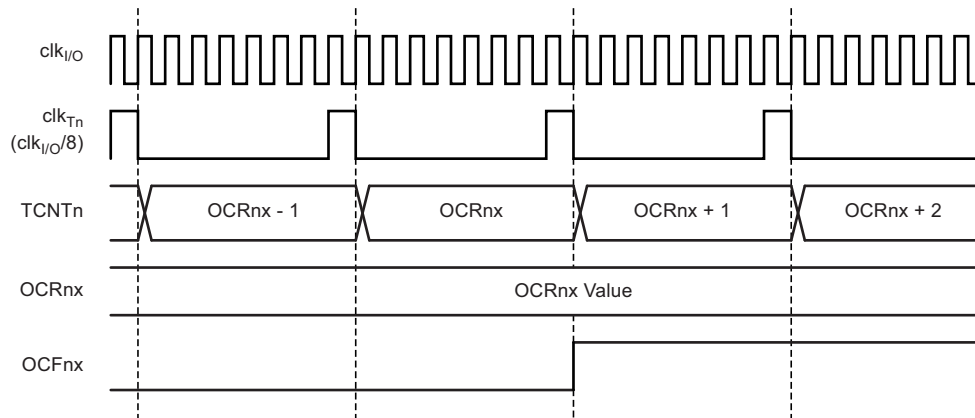 clkI/O
clkTn
(clkI/O/8)
TCNTn
OCRnx - 1
OCRnx
OCRnx + 1
OCRnx + 2
OCRnx
OCRnx Value
OCFnx